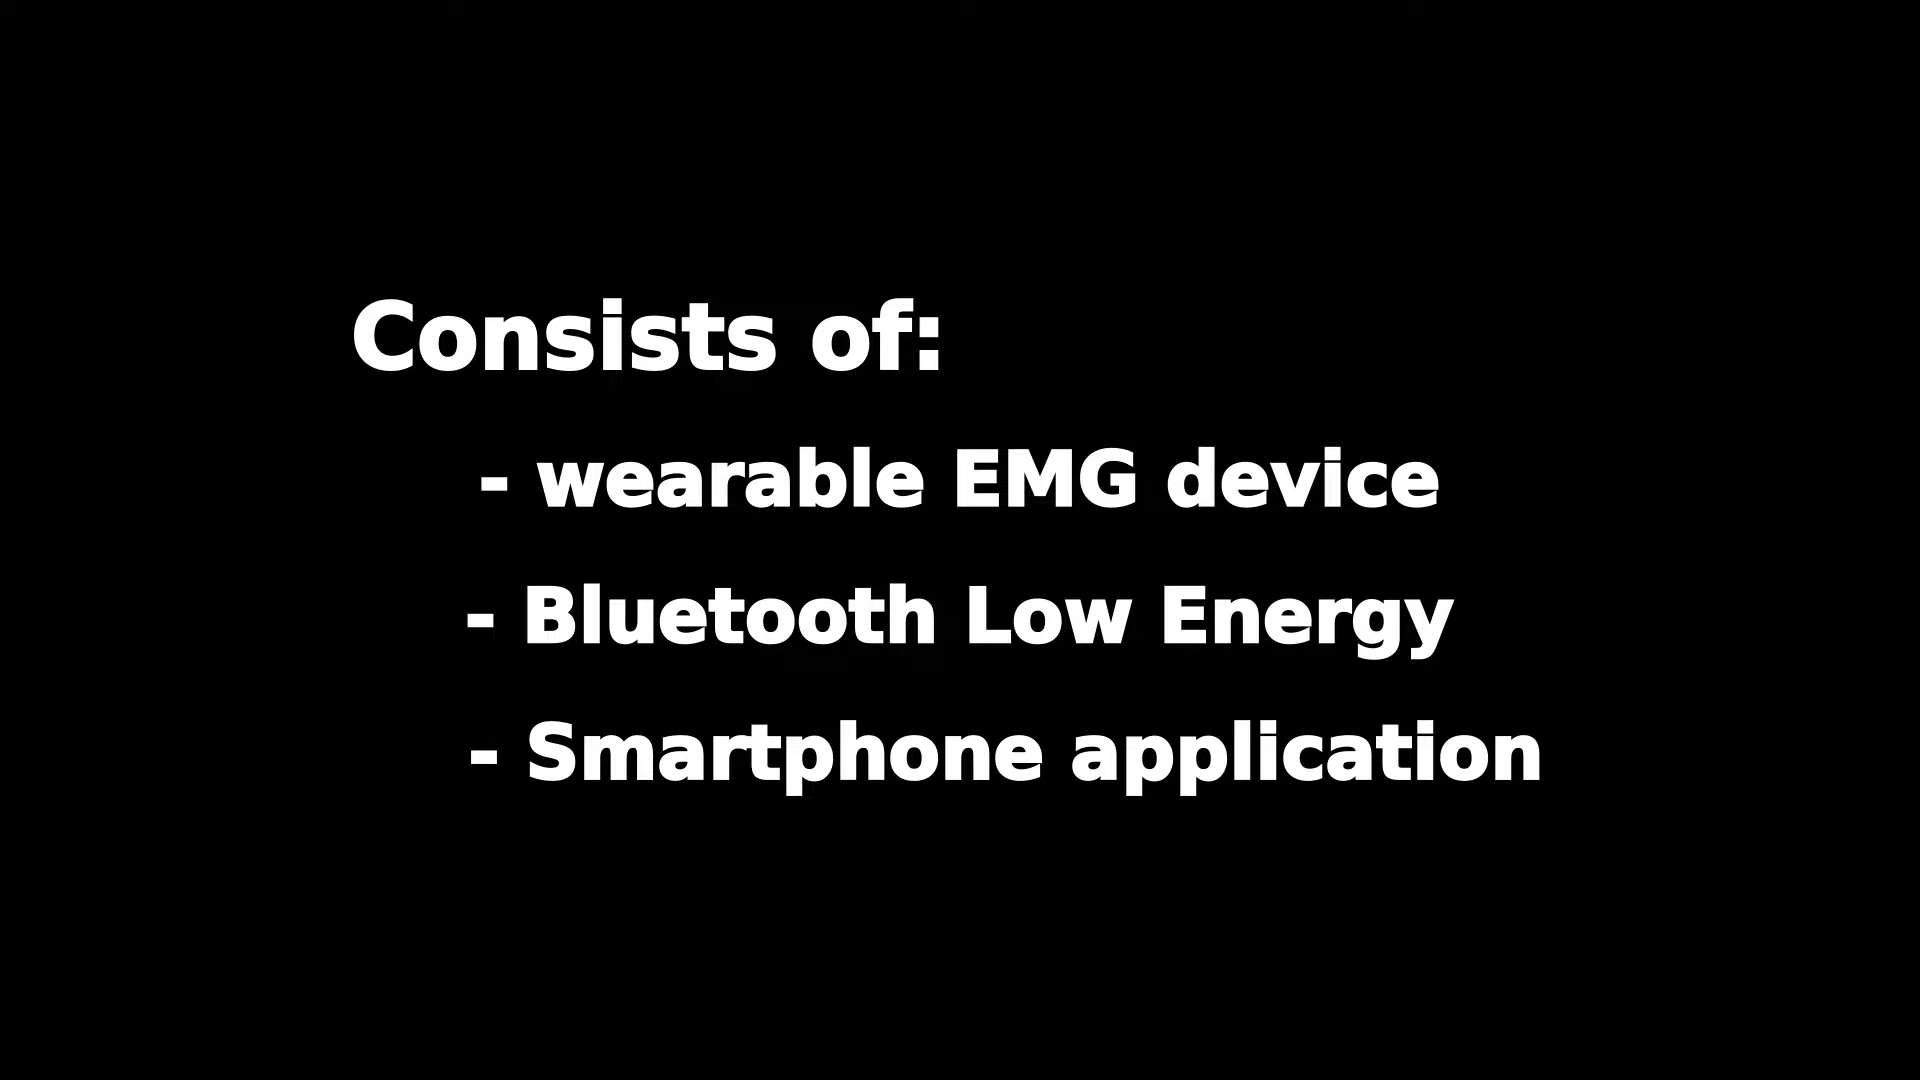 Consists of:
- wearable EMG device
- Bluetooth Low Energy
- Smartphone application